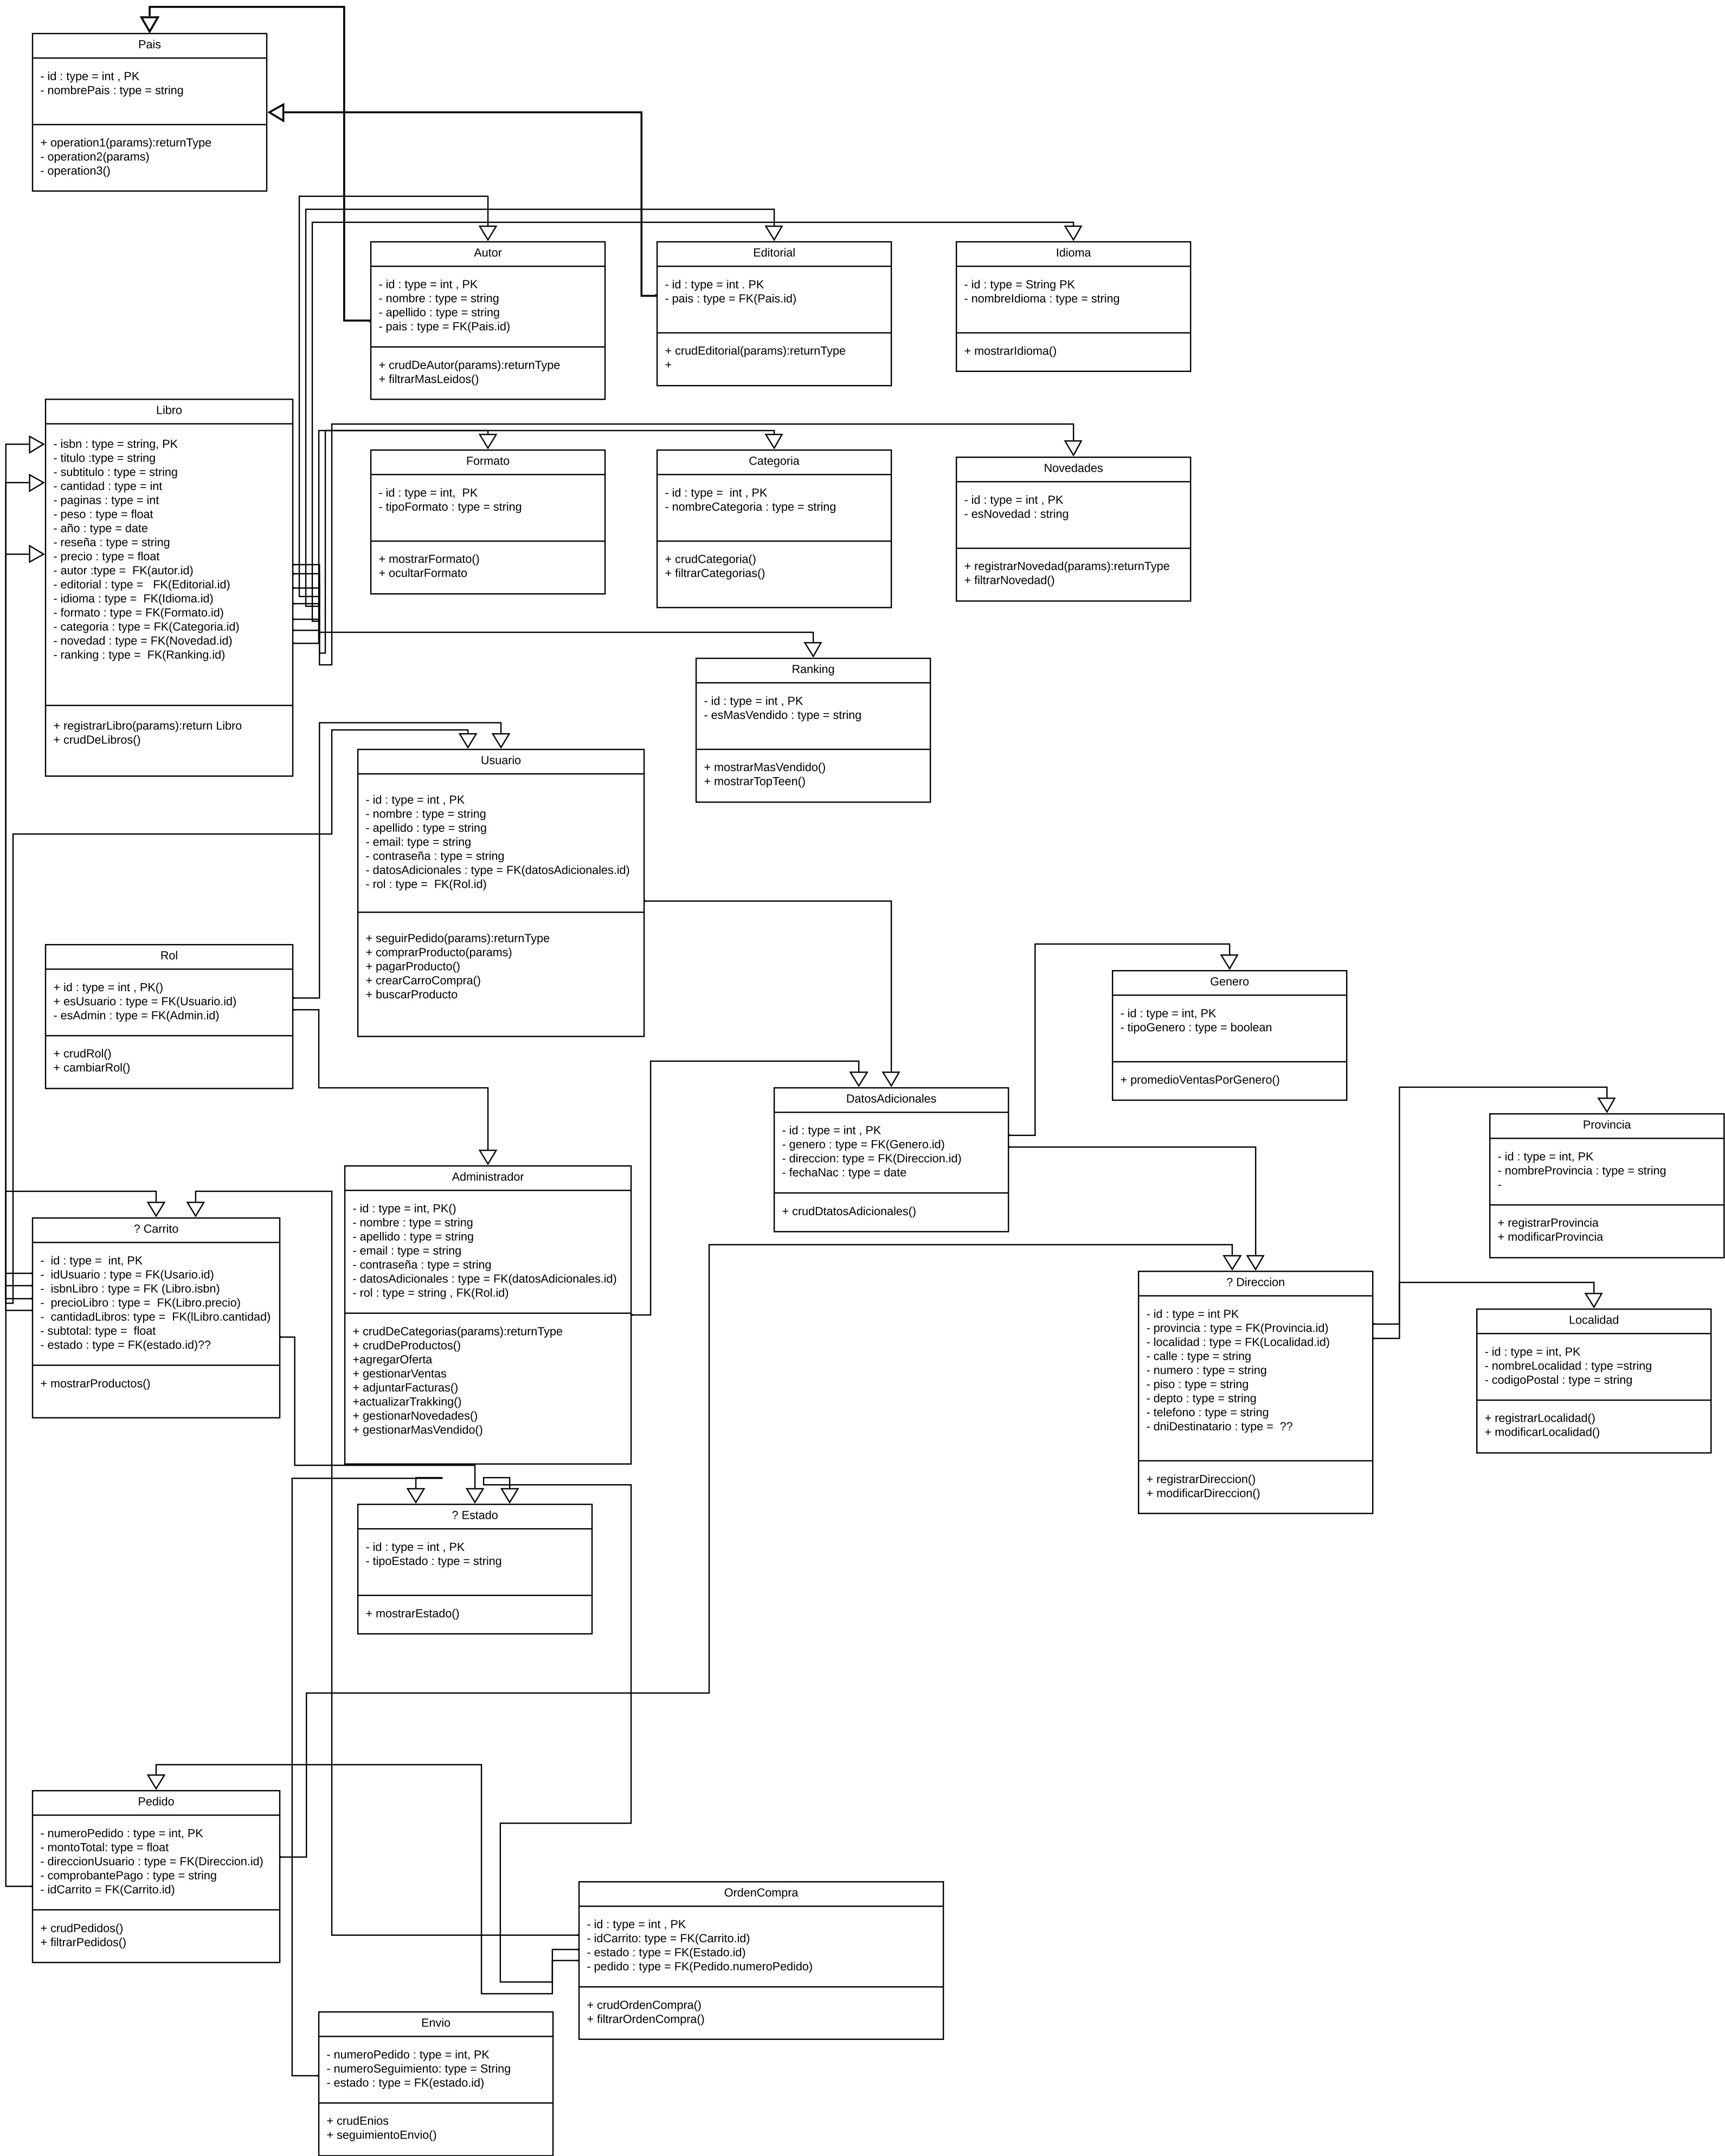 Pais
- id : type = int , PK
- nombrePais : type = string
+ operation1(params):returnType
- operation2(params)
- operation3()
Autor
- id : type = int , PK
- nombre : type = string
- apellido : type = string
- pais : type = FK(Pais.id)
+ crudDeAutor(params):returnType
+ filtrarMasLeidos()
Editorial
- id : type = int . PK
- pais : type = FK(Pais.id)
+ crudEditorial(params):returnType
+
Idioma
- id : type = String PK
- nombreIdioma : type = string
+ mostrarIdioma()
Libro
- isbn : type = string, PK
- titulo :type = string
- subtitulo : type = string
- cantidad : type = int
- paginas : type = int
- peso : type = float
- año : type = date
- reseña : type = string
- precio : type = float
- autor :type =  FK(autor.id)
- editorial : type =   FK(Editorial.id)
- idioma : type =  FK(Idioma.id)
- formato : type = FK(Formato.id)
- categoria : type = FK(Categoria.id)
- novedad : type = FK(Novedad.id)
- ranking : type =  FK(Ranking.id)
+ registrarLibro(params):return Libro
+ crudDeLibros()
Formato
- id : type = int,  PK
- tipoFormato : type = string
+ mostrarFormato()
+ ocultarFormato
Categoria
- id : type =  int , PK
- nombreCategoria : type = string
+ crudCategoria()
+ filtrarCategorias()
Novedades
- id : type = int , PK
- esNovedad : string
+ registrarNovedad(params):returnType
+ filtrarNovedad()
Ranking
- id : type = int , PK
- esMasVendido : type = string
+ mostrarMasVendido()
+ mostrarTopTeen()
Usuario
- id : type = int , PK
- nombre : type = string
- apellido : type = string
- email: type = string
- contraseña : type = string
- datosAdicionales : type = FK(datosAdicionales.id)
- rol : type =  FK(Rol.id)
+ seguirPedido(params):returnType
+ comprarProducto(params)
+ pagarProducto()
+ crearCarroCompra()
+ buscarProducto
Rol
+ id : type = int , PK()
+ esUsuario : type = FK(Usuario.id)
- esAdmin : type = FK(Admin.id)
+ crudRol()
+ cambiarRol()
Genero
- id : type = int, PK
- tipoGenero : type = boolean
+ promedioVentasPorGenero()
DatosAdicionales
- id : type = int , PK
- genero : type = FK(Genero.id)
- direccion: type = FK(Direccion.id)
- fechaNac : type = date
+ crudDtatosAdicionales()
Provincia
- id : type = int, PK
- nombreProvincia : type = string
-
+ registrarProvincia
+ modificarProvincia
Administrador
- id : type = int, PK()
- nombre : type = string
- apellido : type = string
- email : type = string
- contraseña : type = string
- datosAdicionales : type = FK(datosAdicionales.id)
- rol : type = string , FK(Rol.id)
+ crudDeCategorias(params):returnType
+ crudDeProductos()
+agregarOferta
+ gestionarVentas
+ adjuntarFacturas()
+actualizarTrakking()
+ gestionarNovedades()
+ gestionarMasVendido()
? Carrito
-  id : type =  int, PK
-  idUsuario : type = FK(Usario.id)
-  isbnLibro : type = FK (Libro.isbn)
-  precioLibro : type =  FK(Libro.precio)
-  cantidadLibros: type =  FK(lLibro.cantidad)
- subtotal: type =  float
- estado : type = FK(estado.id)??
+ mostrarProductos()
? Direccion
- id : type = int PK
- provincia : type = FK(Provincia.id)
- localidad : type = FK(Localidad.id)
- calle : type = string
- numero : type = string
- piso : type = string
- depto : type = string
- telefono : type = string
- dniDestinatario : type =  ??
+ registrarDireccion()
+ modificarDireccion()
Localidad
- id : type = int, PK
- nombreLocalidad : type =string
- codigoPostal : type = string
+ registrarLocalidad()
+ modificarLocalidad()
? Estado
- id : type = int , PK
- tipoEstado : type = string
+ mostrarEstado()
Pedido
- numeroPedido : type = int, PK
- montoTotal: type = float
- direccionUsuario : type = FK(Direccion.id)
- comprobantePago : type = string
- idCarrito = FK(Carrito.id)
+ crudPedidos()
+ filtrarPedidos()
OrdenCompra
- id : type = int , PK
- idCarrito: type = FK(Carrito.id)
- estado : type = FK(Estado.id)
- pedido : type = FK(Pedido.numeroPedido)
+ crudOrdenCompra()
+ filtrarOrdenCompra()
Envio
- numeroPedido : type = int, PK
- numeroSeguimiento: type = String
- estado : type = FK(estado.id)
+ crudEnios
+ seguimientoEnvio()